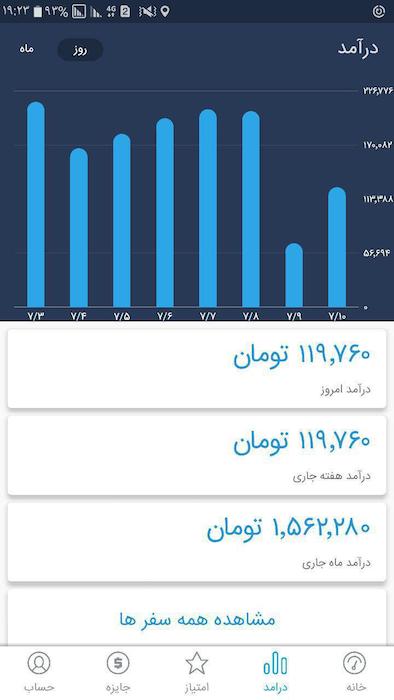 ۱۹:۲۳ ۹۳% 4G 2
درآمد
روز
ماه
۲۲۶,۷۷۶
۱۷۰,۰۸۲
۱۱۳,۳۸۸
۵۶,۶۹۴
۰
۷/۳ ۷/۴ ۷/۵ ۷/۶ ۷/۷ ۷/۸ ۷/۹ ۷/۱۰
۱۱۹,۷۶۰ تومان
درآمد امروز
۱۱۹,۷۶۰ تومان
درآمد هفته جاری
۱,۵۶۲,۲۸۰ تومان
درآمد ماه جاری
مشاهده همه سفر ها
خانه
درامد
امتیاز
جایزه
حساب